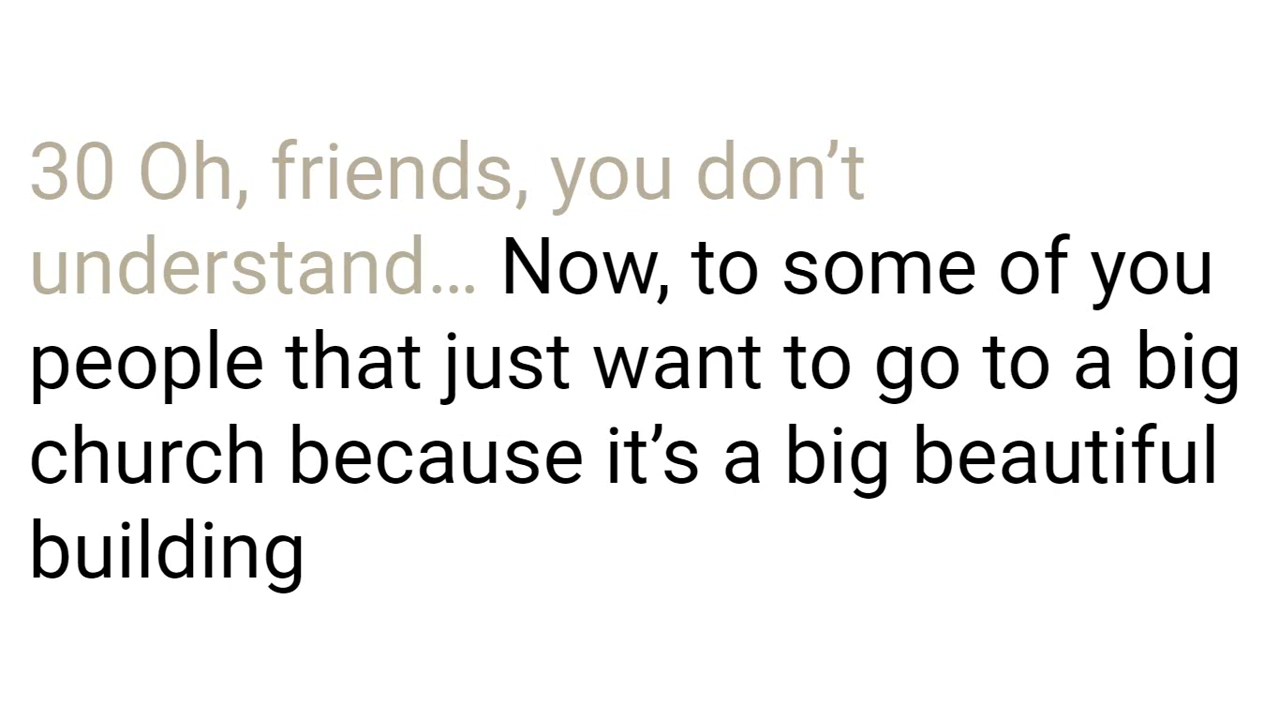 30 Oh, friends, you don’t
understand… Now, to some of you
people that just want to go to a big
church because it’s a big beautiful
building